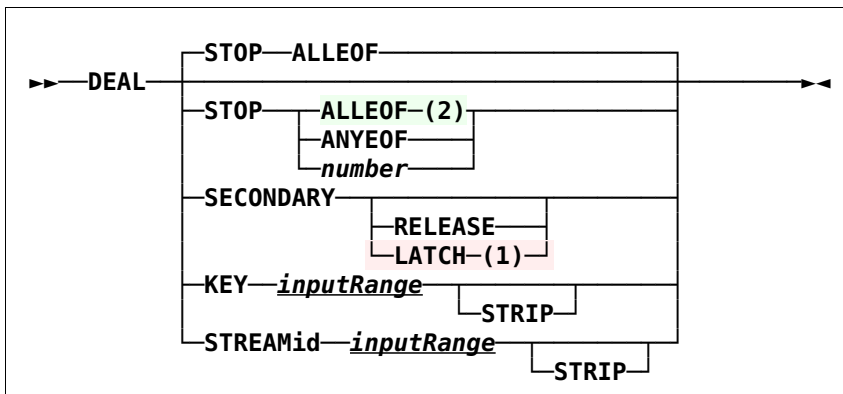 STOP ALLEOF
DEAL
STOP ALLEOF (2)
ANYEOF
number
SECONDARY
RELEASE
LATCH (1)
KEY inputRange
STRIP
STREAMid inputRange
STRIP